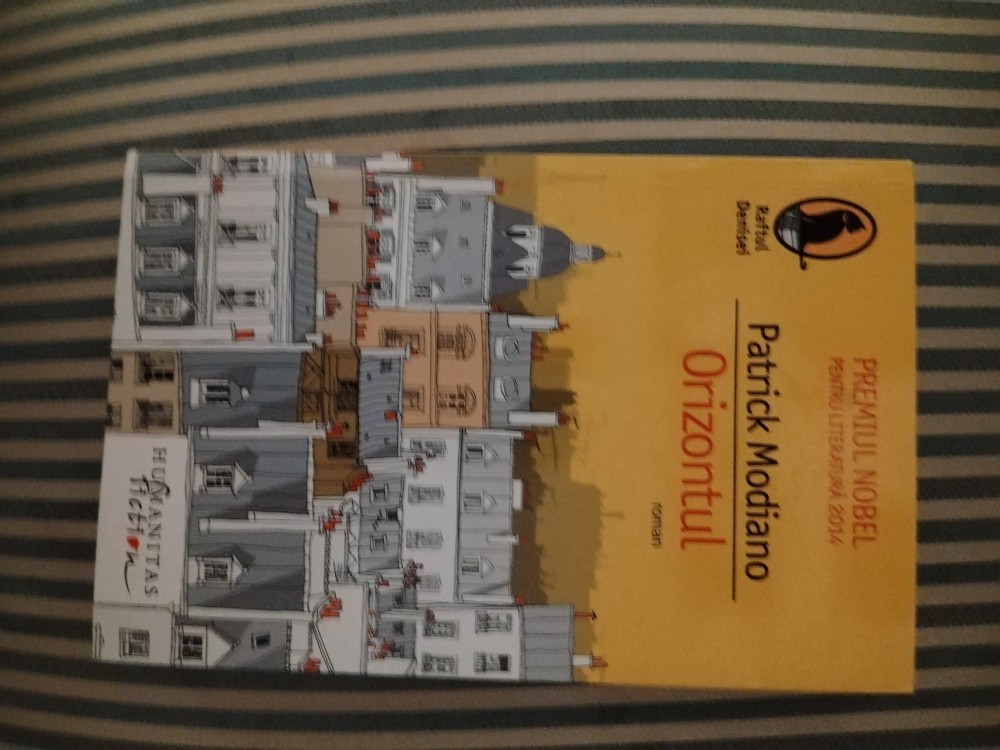 PREMIUL NOBEL
PENTRU LITERATURĂ 2014
Raftul
Denisei
Patrick Modiano
Orizontul
roman
HUMANITAS
fiction